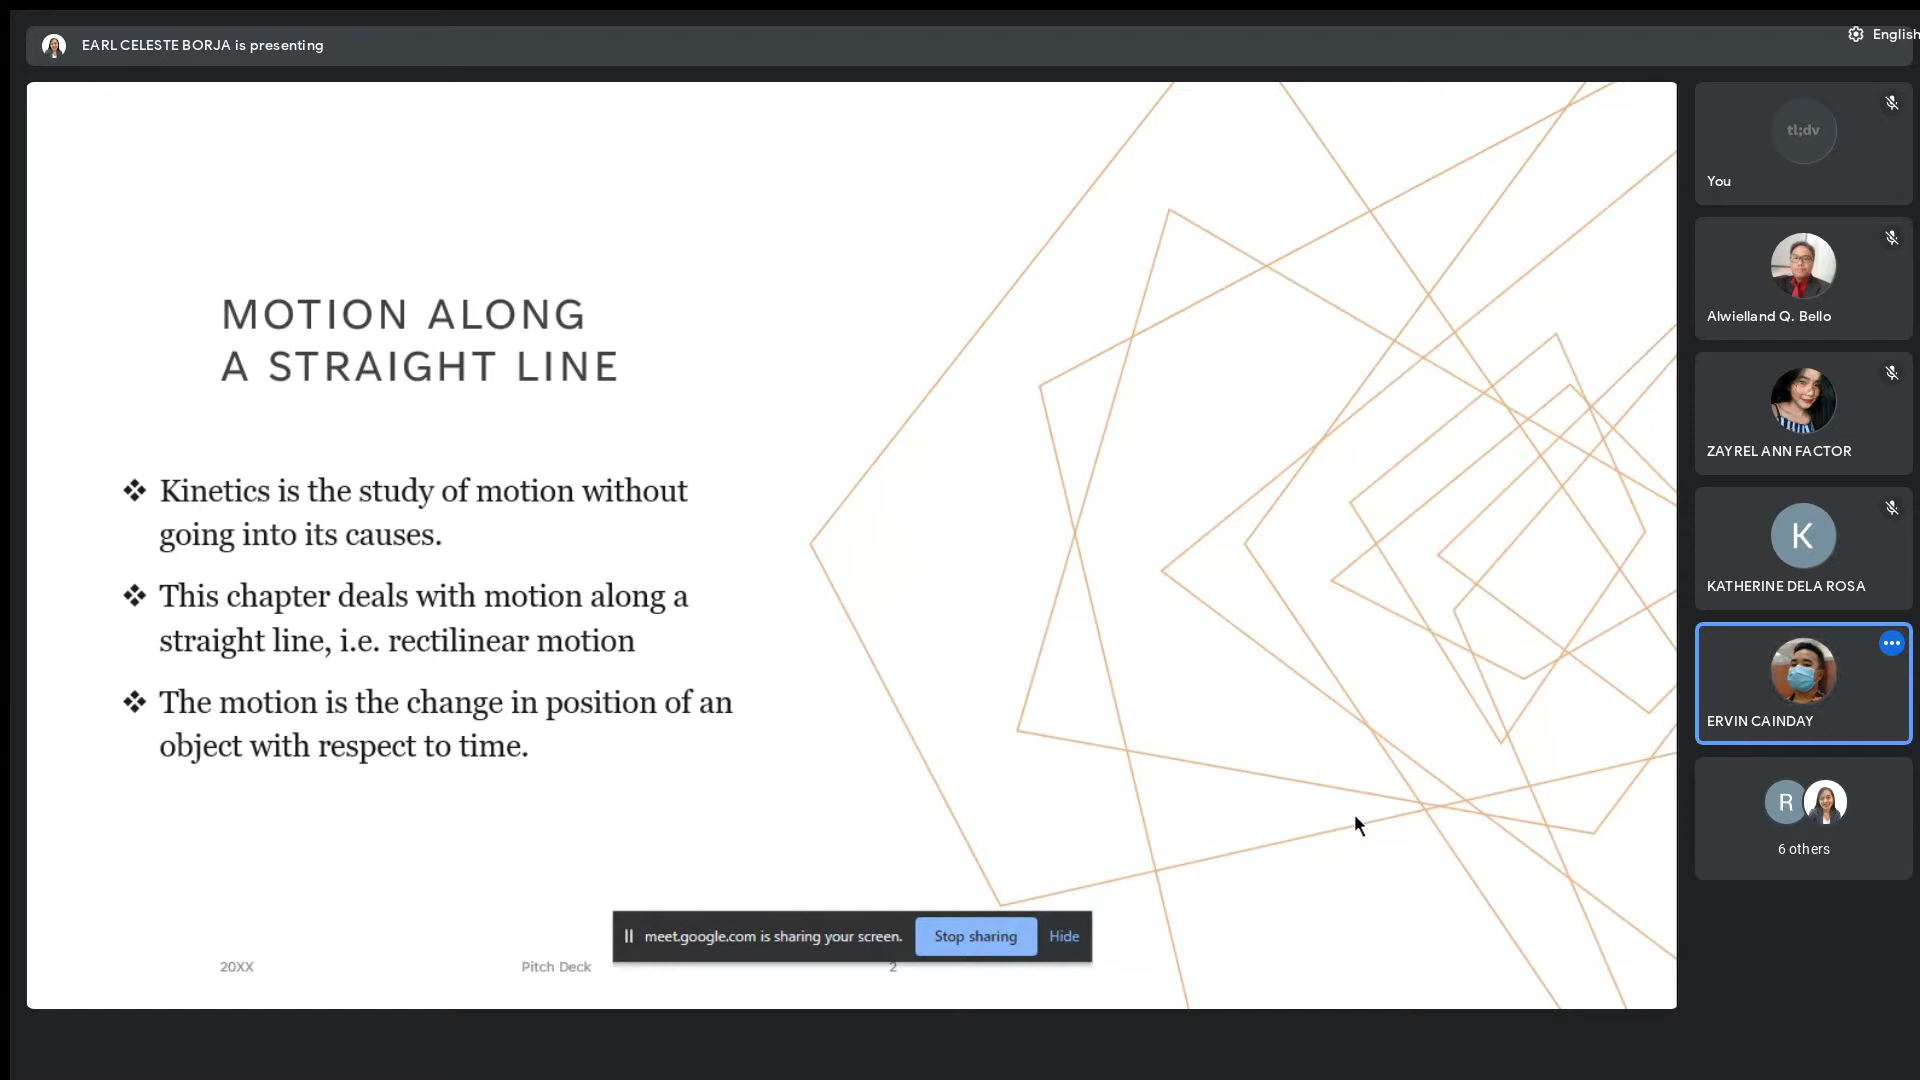 EARL CELESTE BORJA is presenting
English
MOTION ALONG
A STRAIGHT LINE
❖ Kinetics is the study of motion without
going into its causes.
❖ This chapter deals with motion along a
straight line, i.e. rectilinear motion
❖ The motion is the change in position of an
object with respect to time.
meet.google.com is sharing your screen. Stop sharing Hide
20XX Pitch Deck 2
tl;dv
You
Alwielland Q. Bello
ZAYREL ANN FACTOR
K
KATHERINE DELA ROSA
ERVIN CAINDAY
R
6 others